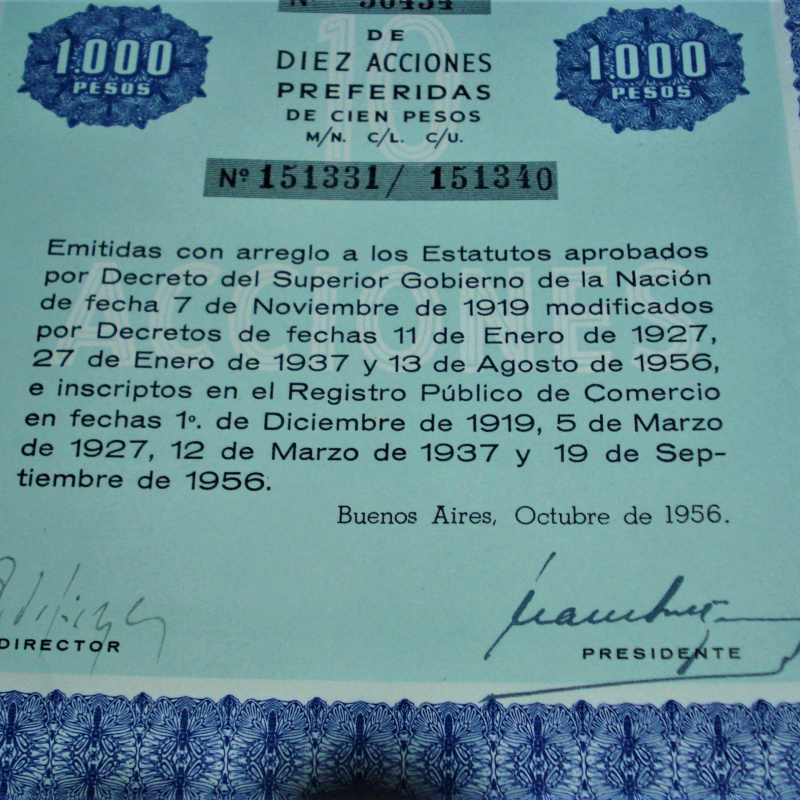 Nº 50454
DE
1.000 PESOS
DIEZ ACCIONES
1.000 PESOS
PREFERIDAS
DE CIEN PESOS
M/N. C/L. C/U.
10
Nº 151331/ 151340
ACCIONES
Emitidas con arreglo a los Estatutos aprobados
por Decreto del Superior Gobierno de la Nación
de fecha 7 de Noviembre de 1919 modificados
por Decretos de fechas 11 de Enero de 1927,
27 de Enero de 1937 y 13 de Agosto de 1956,
e inscriptos en el Registro Público de Comercio
en fechas 1º. de Diciembre de 1919, 5 de Marzo
de 1927, 12 de Marzo de 1937 y 19 de Sep-
tiembre de 1956.
Buenos Aires, Octubre de 1956.
DIRECTOR
PRESIDENTE